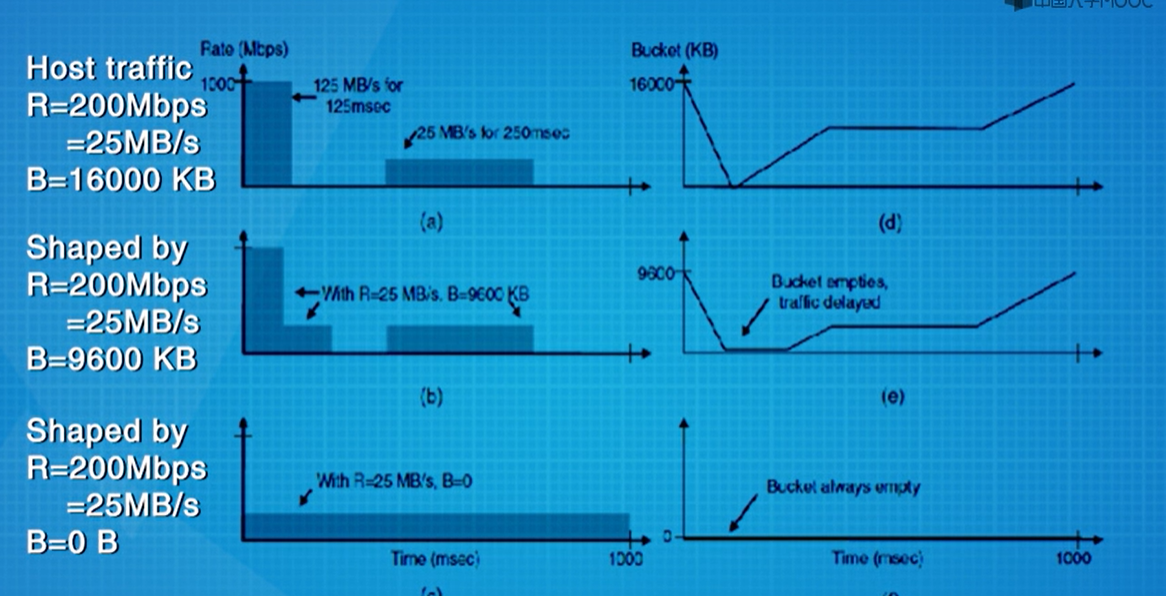 中国大学MOOC
Host traffic
R=200Mbps
=25MB/s
B=16000 KB
Rate (Mbps)
1000
125 MB/s for
125msec
25 MB/s for 250msec
(a)
Bucket (KB)
16000
(d)
Shaped by
R=200Mbps
=25MB/s
B=9600 KB
With R=25 MB/s, B=9600 KB
(b)
9600
Bucket empties,
traffic delayed
(e)
Shaped by
R=200Mbps
=25MB/s
B=0 B
With R=25 MB/s, B=0
Time (msec)
1000
Bucket always empty
0
Time (msec)
1000